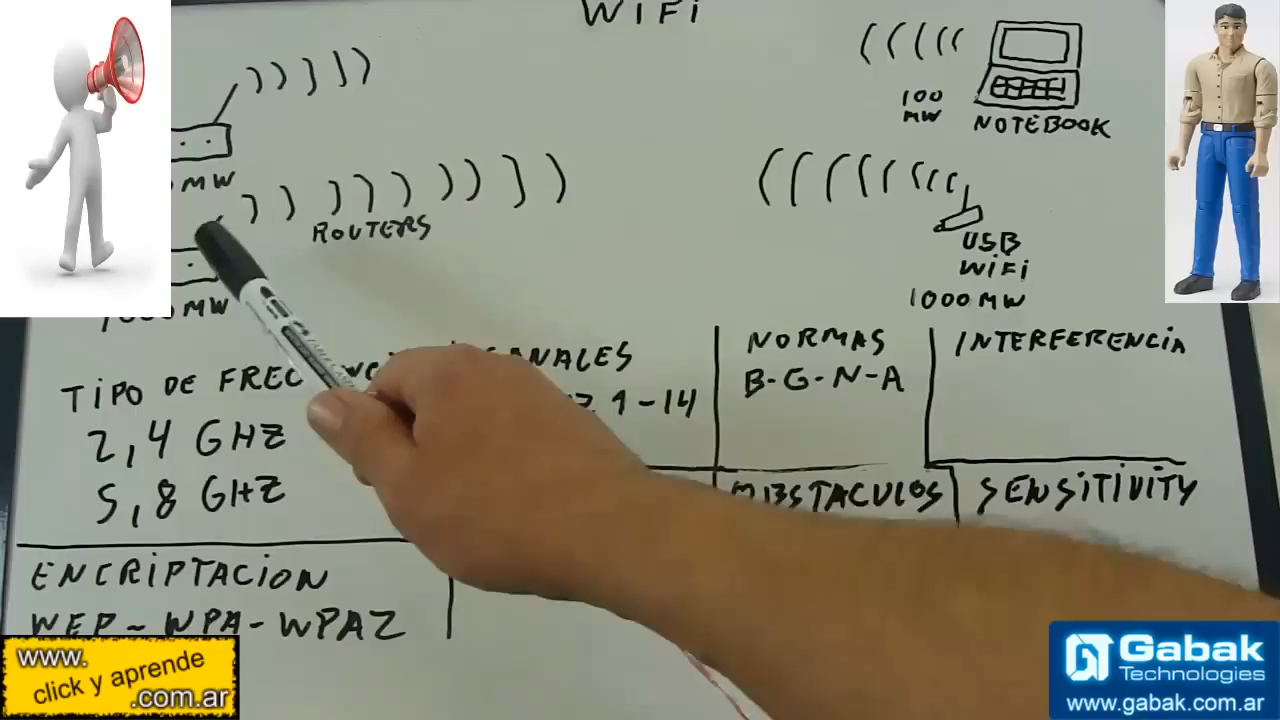 WiFi
100
MW
NOTEBOOK
MW
ROUTERS
USB
WiFi
1000MW
MW
TiPO DE
2,4 GHZ
5,8 GHZ
CANALES
1-14
NORMAS
B-G-N-A
INTERFERENCiA
OBSTACULOS
SENSiTiViTY
ENCRiPTACiON
WEP-WPA-WPA2
www.
click y aprende
.com.ar
Gabak
Technologies
www.gabak.com.ar